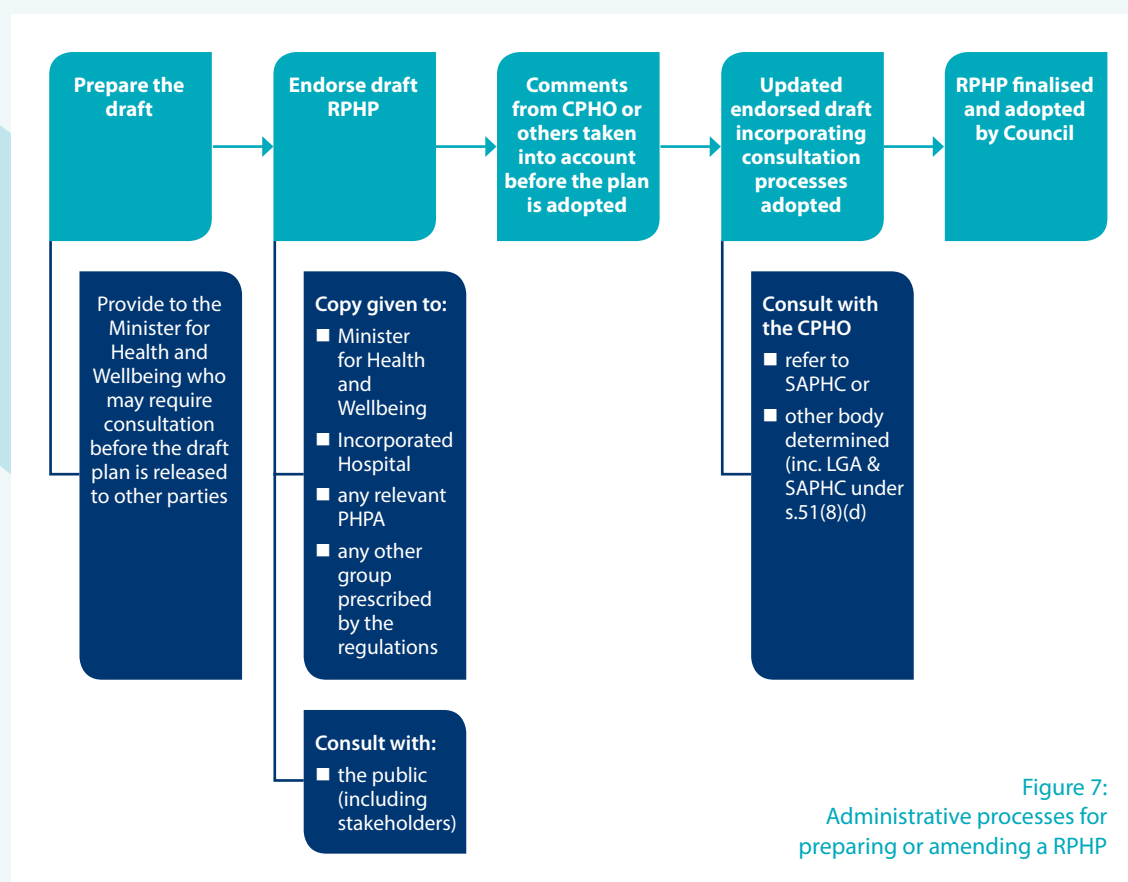 Prepare the
draft
Endorse draft
RPHP
Comments
from CPHO or
others taken
into account
before the plan
is adopted
Updated
endorsed draft
incorporating
consultation
processes
adopted
RPHP finalised
and adopted
by Council
Provide to the
Minister for
Health and
Wellbeing who
may require
consultation
before the draft
plan is released
to other parties
Copy given to:
■ Minister
for Health
and
Wellbeing
■ Incorporated
Hospital
■ any relevant
PHPA
■ any other
group
prescribed
by the
regulations
Consult with:
■ the public
(including
stakeholders)
Consult with
the CPHO
■ refer to
SAPHC or
■ other body
determined
(inc. LGA &
SAPHC under
s.51(8)(d)
Figure 7:
Administrative processes for
preparing or amending a RPHP